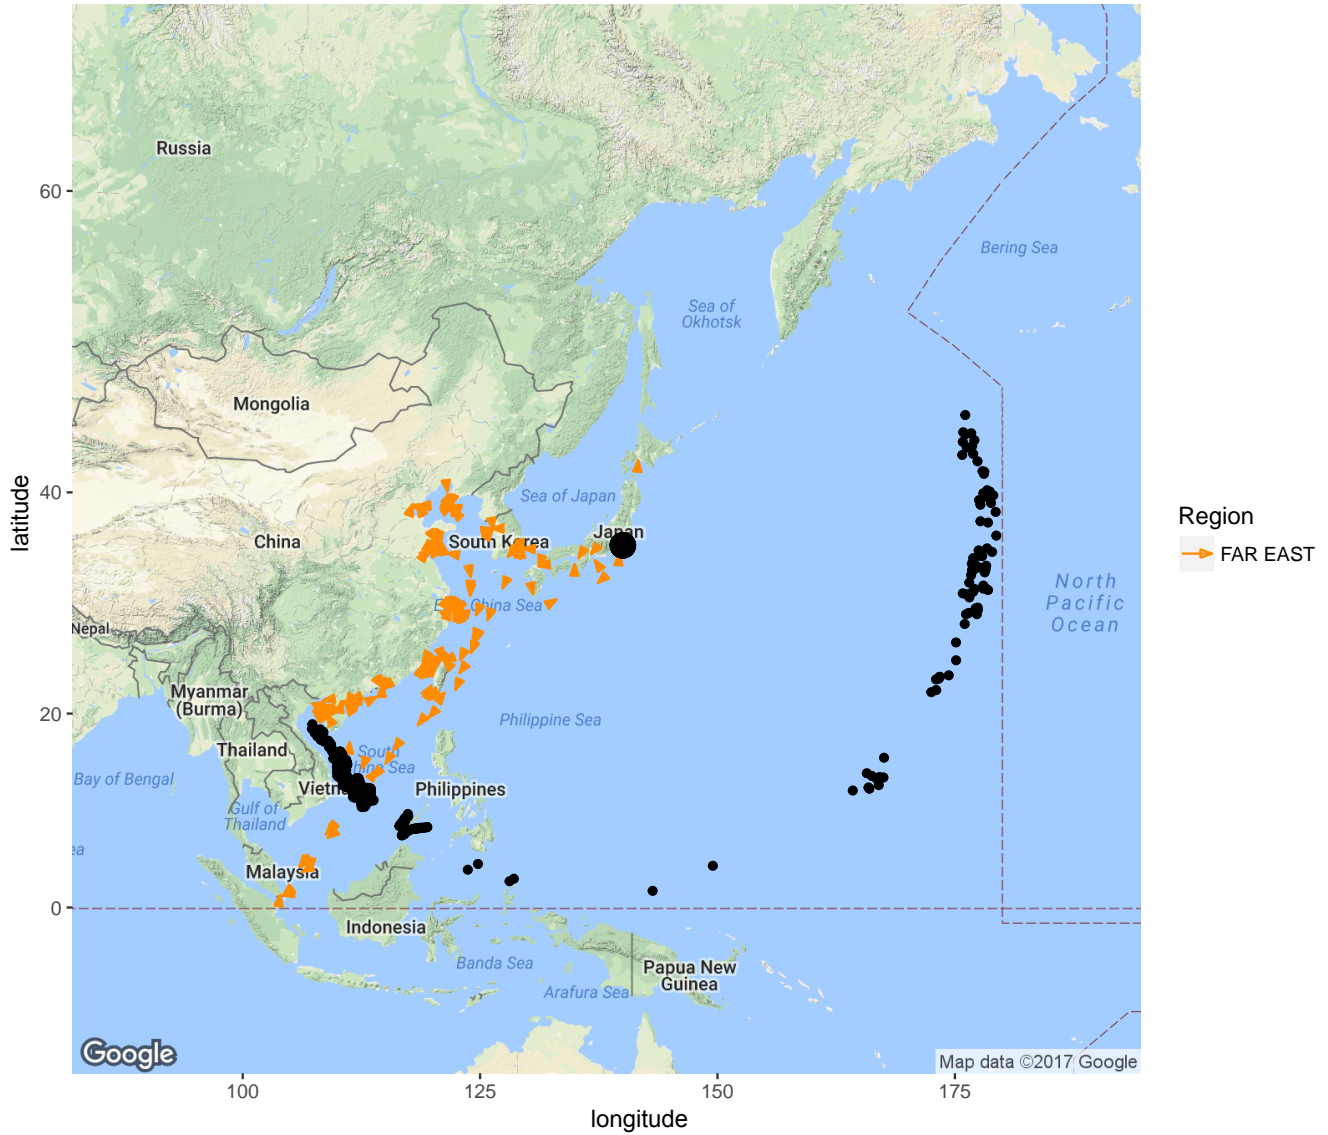 Russia
60
Bering Sea
Sea of
Okhotsk
Mongolia
40
Sea of Japan
Japan
South Korea
China
latitude
Region
FAR EAST
North
Pacific
Ocean
East China Sea
Nepal
Myanmar
(Burma)
20
Philippine Sea
Thailand
South
China Sea
Bay of Bengal
Vietna
Philippines
Gulf of
Thailand
ea
Malaysia
0
Indonesia
Banda Sea
Papua New
Guinea
Arafura Sea
Google
Map data ©2017 Google
100
125
150
175
longitude